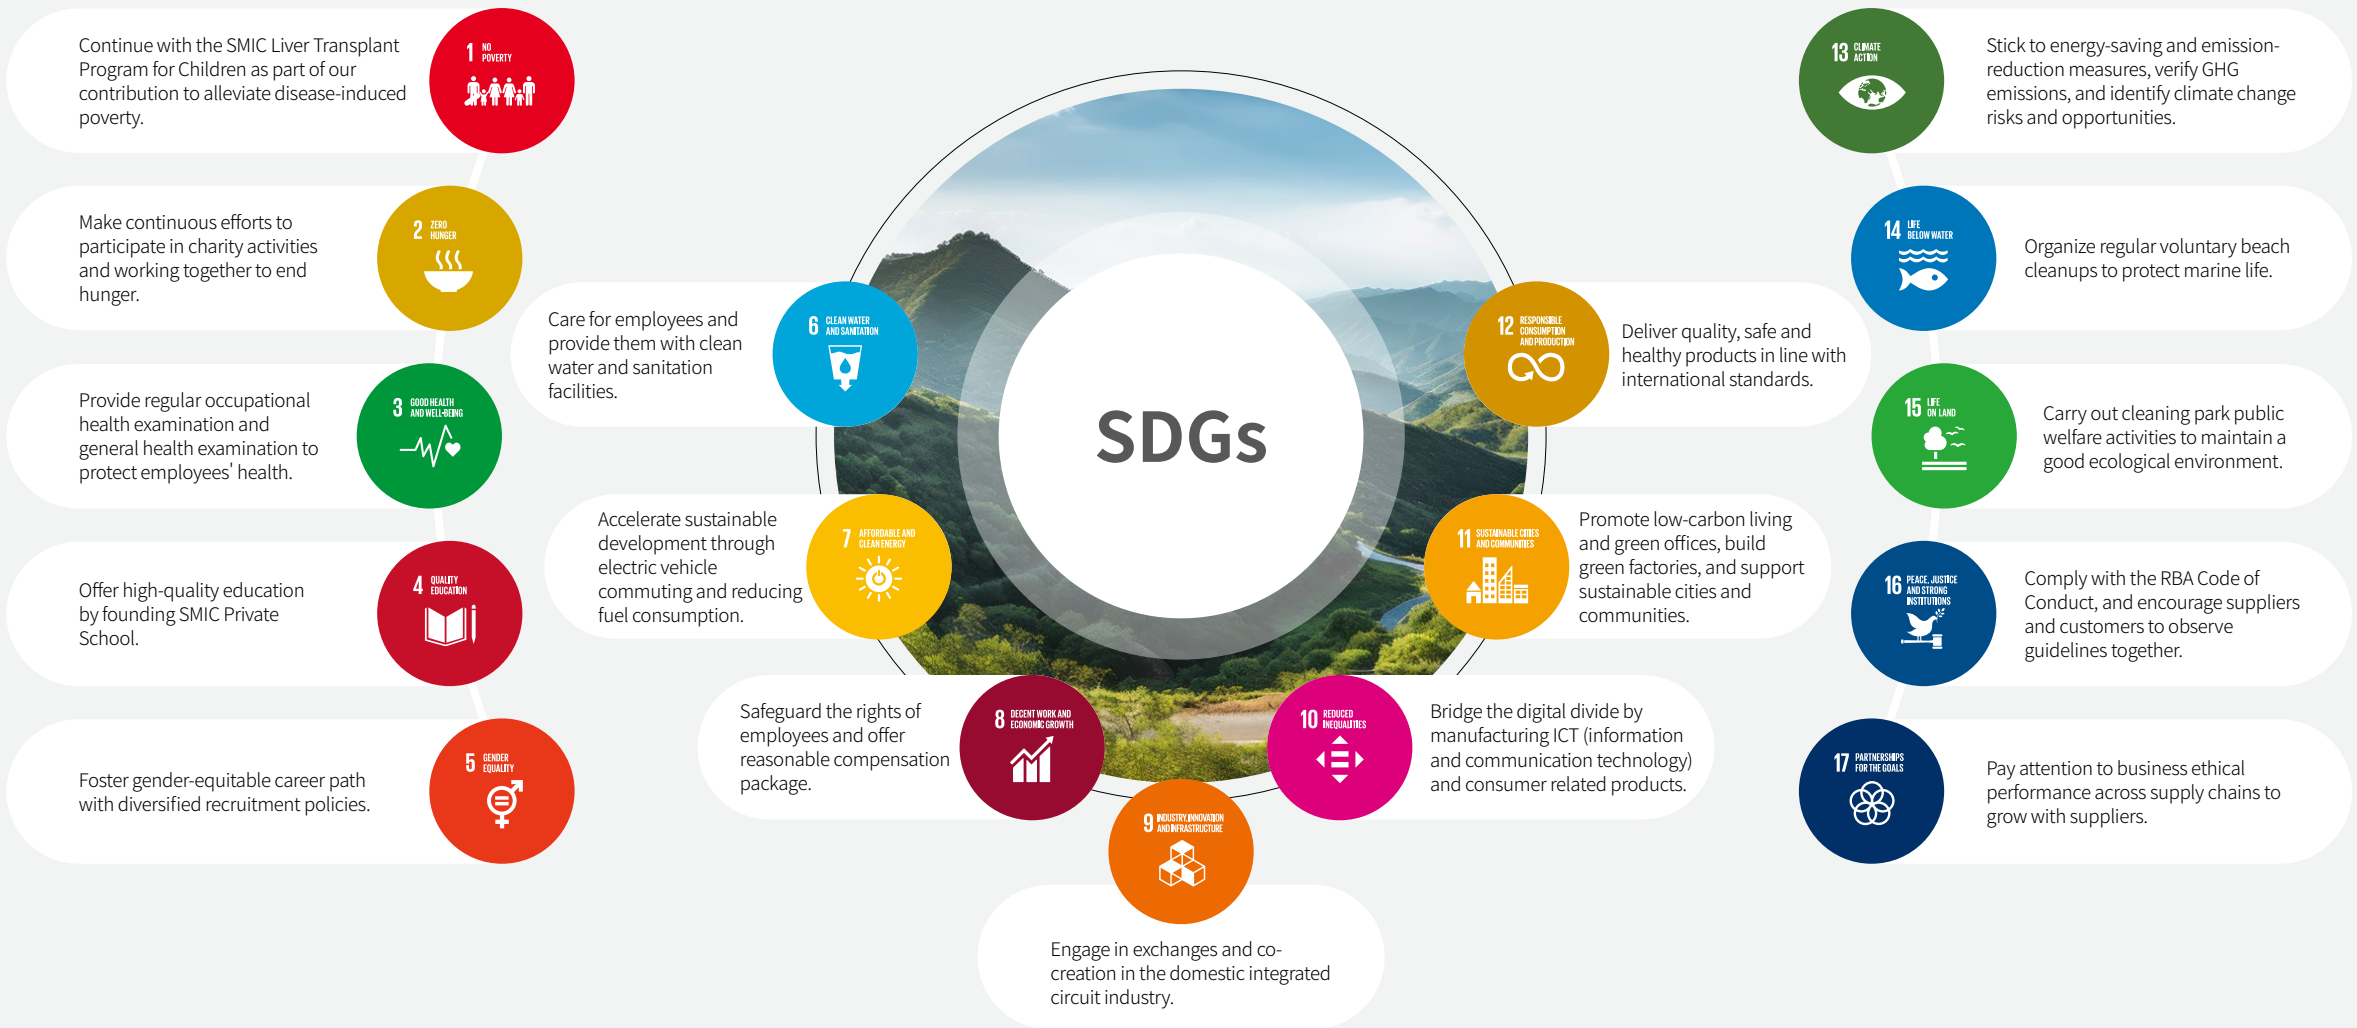 Continue with the SMIC Liver Transplant
Program for Children as part of our
contribution to alleviate disease-induced
poverty.
1 NO
POVERTY
Make continuous efforts to
participate in charity activities
and working together to end
hunger.
2 ZERO
HUNGER
Provide regular occupational
health examination and
general health examination to
protect employees' health.
3 GOOD HEALTH
AND WELL-BEING
Offer high-quality education
by founding SMIC Private
School.
4 QUALITY
EDUCATION
Foster gender-equitable career path
with diversified recruitment policies.
5 GENDER
EQUALITY
Care for employees and
provide them with clean
water and sanitation
facilities.
6 CLEAN WATER
AND SANITATION
Accelerate sustainable
development through
electric vehicle
commuting and reducing
fuel consumption.
7 AFFORDABLE AND
CLEAN ENERGY
Safeguard the rights of
employees and offer
reasonable compensation
package.
8 DECENT WORK AND
ECONOMIC GROWTH
SDGs
9 INDUSTRY, INNOVATION
AND INFRASTRUCTURE
Engage in exchanges and co-
creation in the domestic integrated
circuit industry.
10 REDUCED
INEQUALITIES
Bridge the digital divide by
manufacturing ICT (information
and communication technology)
and consumer related products.
11 SUSTAINABLE CITIES
AND COMMUNITIES
Promote low-carbon living
and green offices, build
green factories, and support
sustainable cities and
communities.
12 RESPONSIBLE
CONSUMPTION
AND PRODUCTION
Deliver quality, safe and
healthy products in line with
international standards.
13 CLIMATE
ACTION
Stick to energy-saving and emission-
reduction measures, verify GHG
emissions, and identify climate change
risks and opportunities.
14 LIFE
BELOW WATER
Organize regular voluntary beach
cleanups to protect marine life.
15 LIFE
ON LAND
Carry out cleaning park public
welfare activities to maintain a
good ecological environment.
16 PEACE, JUSTICE
AND STRONG
INSTITUTIONS
Comply with the RBA Code of
Conduct, and encourage suppliers
and customers to observe
guidelines together.
17 PARTNERSHIPS
FOR THE GOALS
Pay attention to business ethical
performance across supply chains to
grow with suppliers.